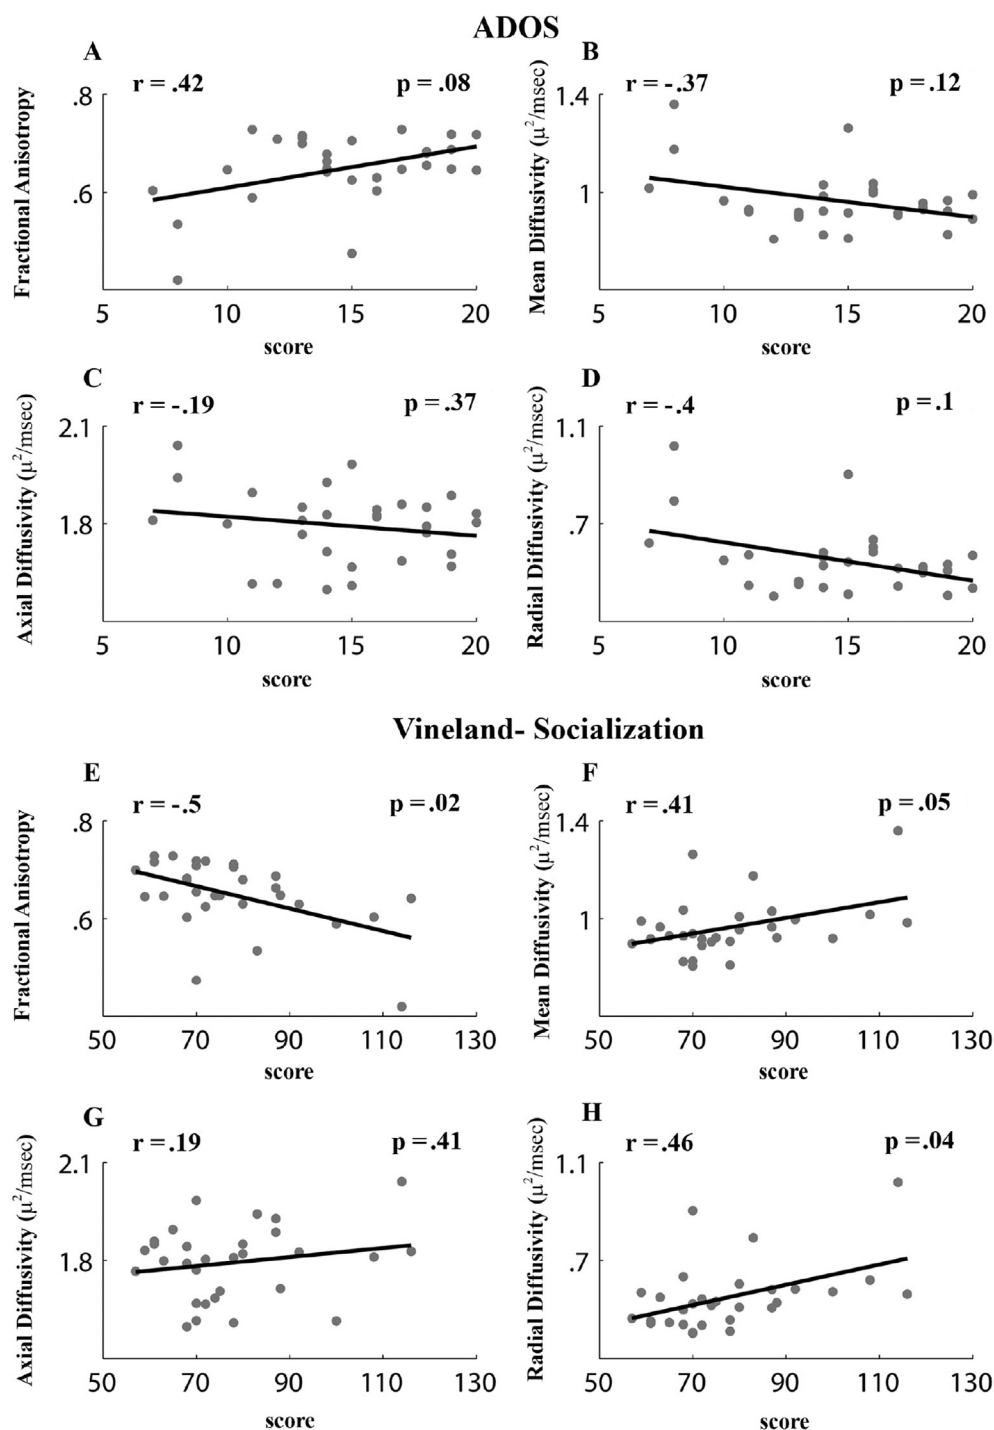 ADOS
A
r = .42
p = .08
Fractional Anisotropy
.8
.6
5
10
15
20
score
B
r = -.37
p = .12
Mean Diffusivity (μ²/msec)
1.4
1
5
10
15
20
score
C
r = -.19
p = .37
Axial Diffusivity (μ²/msec)
2.1
1.8
5
10
15
20
score
D
r = -.4
p = .1
Radial Diffusivity (μ²/msec)
1.1
.7
5
10
15
20
score
Vineland- Socialization
E
r = -.5
p = .02
Fractional Anisotropy
.8
.6
50
70
90
110
130
score
F
r = .41
p = .05
Mean Diffusivity (μ²/msec)
1.4
1
50
70
90
110
130
score
G
r = .19
p = .41
Axial Diffusivity (μ²/msec)
2.1
1.8
50
70
90
110
130
score
H
r = .46
p = .04
Radial Diffusivity (μ²/msec)
1.1
.7
50
70
90
110
130
score